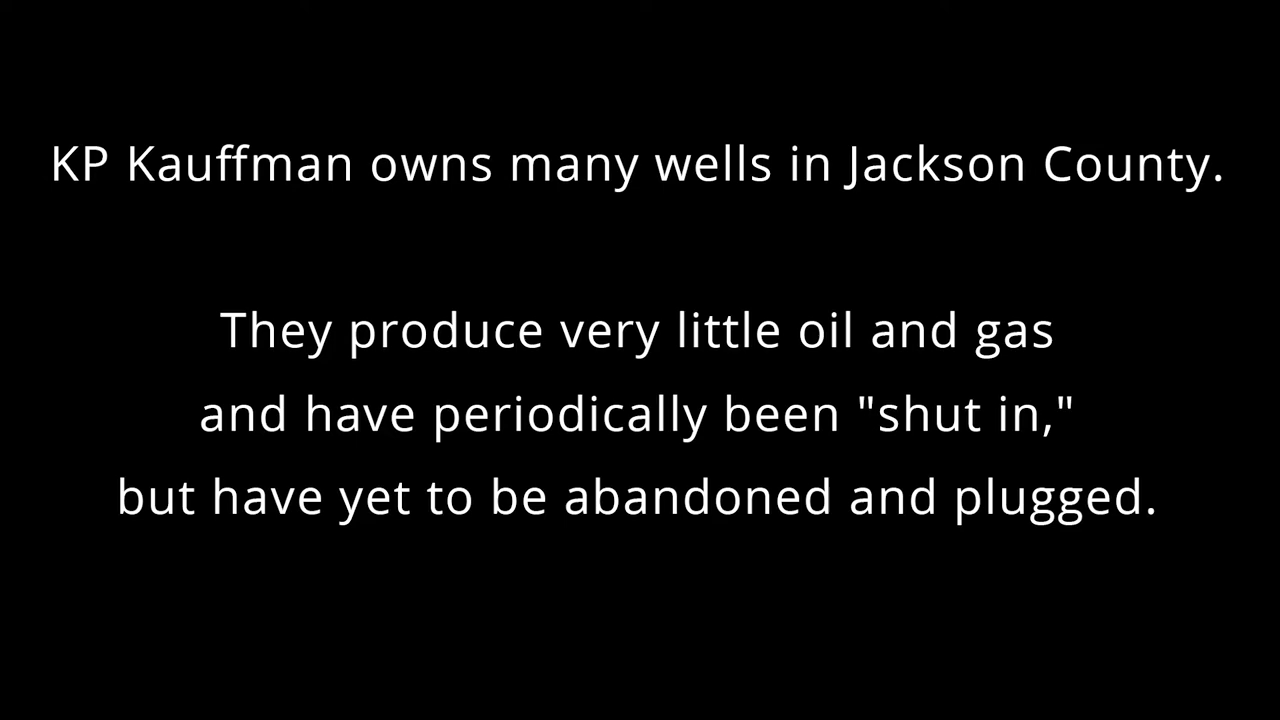 KP Kauffman owns many wells in Jackson County.
They produce very little oil and gas
and have periodically been "shut in,"
but have yet to be abandoned and plugged.